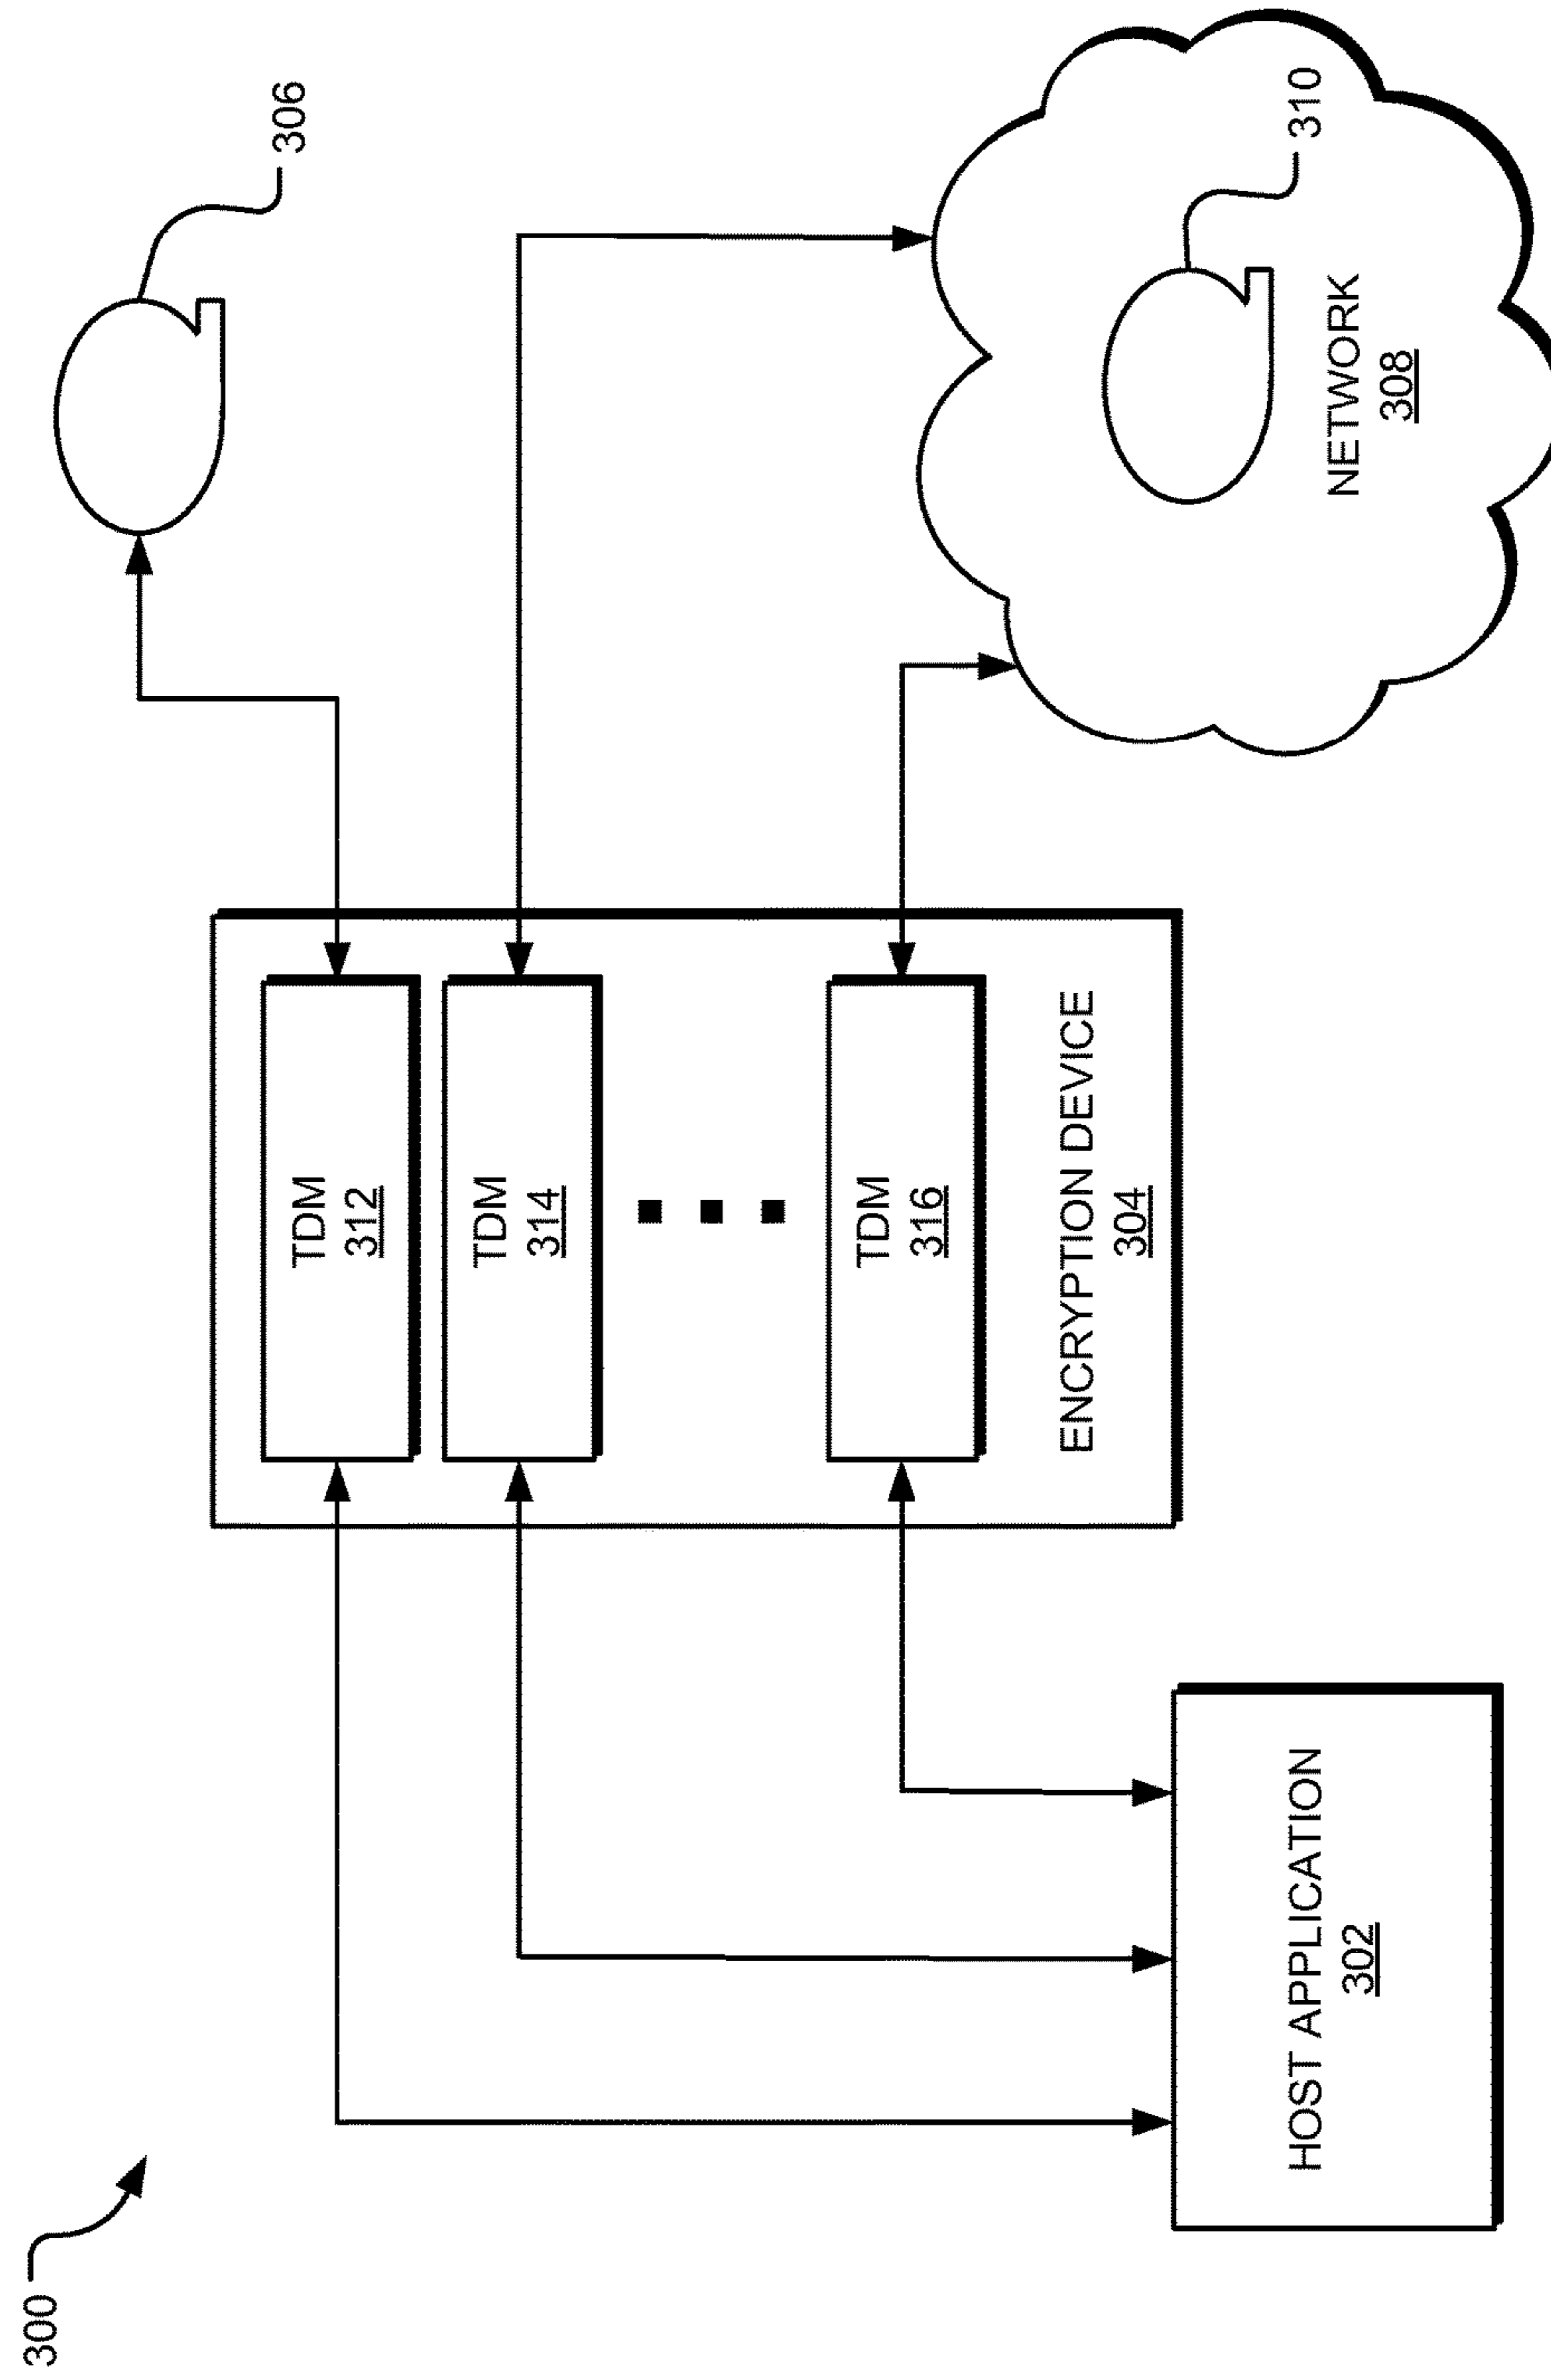 300
306
TDM
312
TDM
314
TDM
316
ENCRYPTION DEVICE
304
HOST APPLICATION
302
310
NETWORK
308